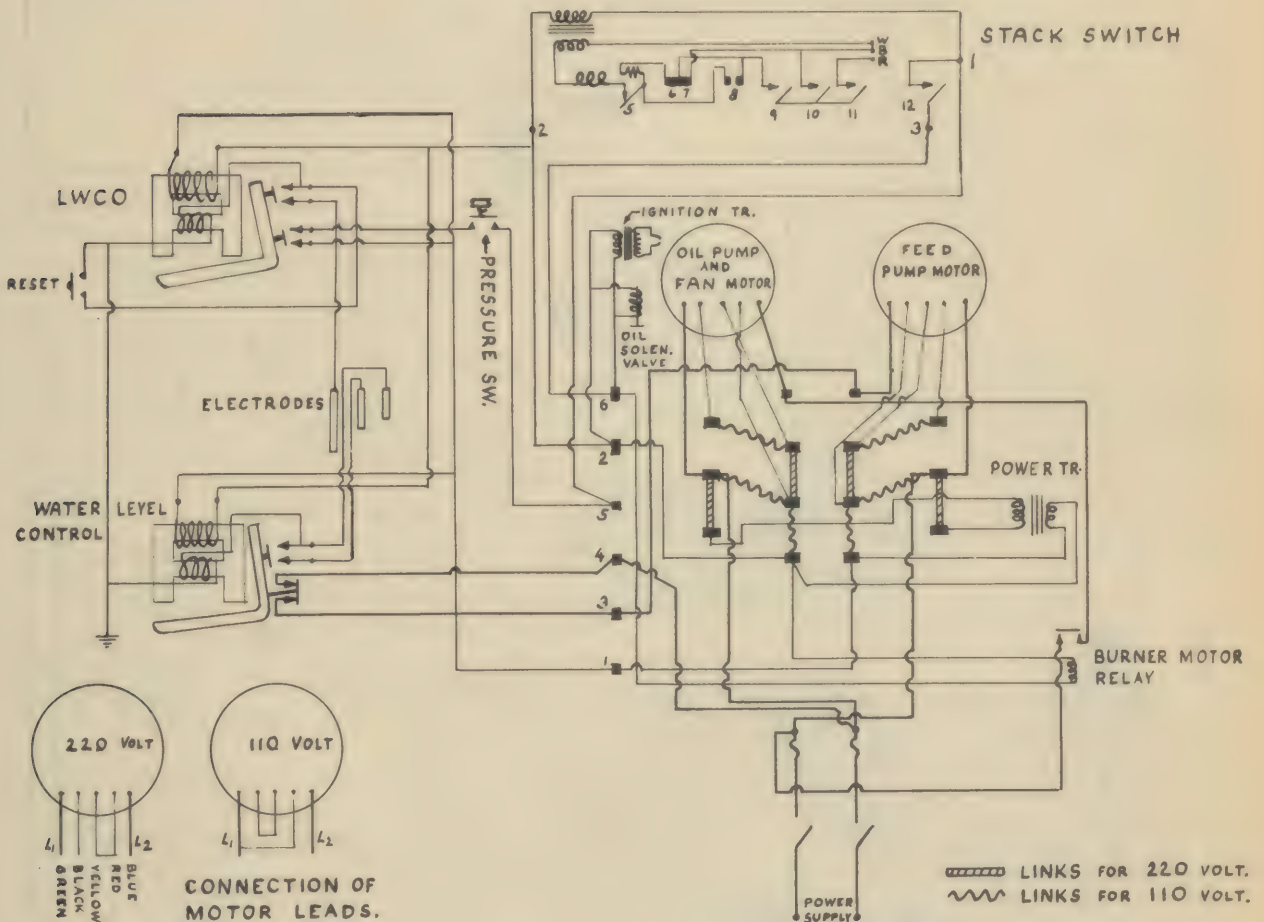 STACK SWITCH
W
B
R
1
2
5
6 7
8
9
10
11
12
3
LWCO
RESET
PRESSURE SW.
IGNITION TR.
OIL PUMP
AND
FAN MOTOR
FEED
PUMP MOTOR
OIL
SOLEN.
VALVE
ELECTRODES
6
2
5
4
3
1
POWER TR.
WATER LEVEL
CONTROL
BURNER MOTOR
RELAY
220 VOLT
110 VOLT
L1
L2
L1
L2
GREEN
BLACK
YELLOW
RED
BLUE
CONNECTION OF
MOTOR LEADS.
POWER
SUPPLY
LINKS FOR 220 VOLT.
LINKS FOR 110 VOLT.